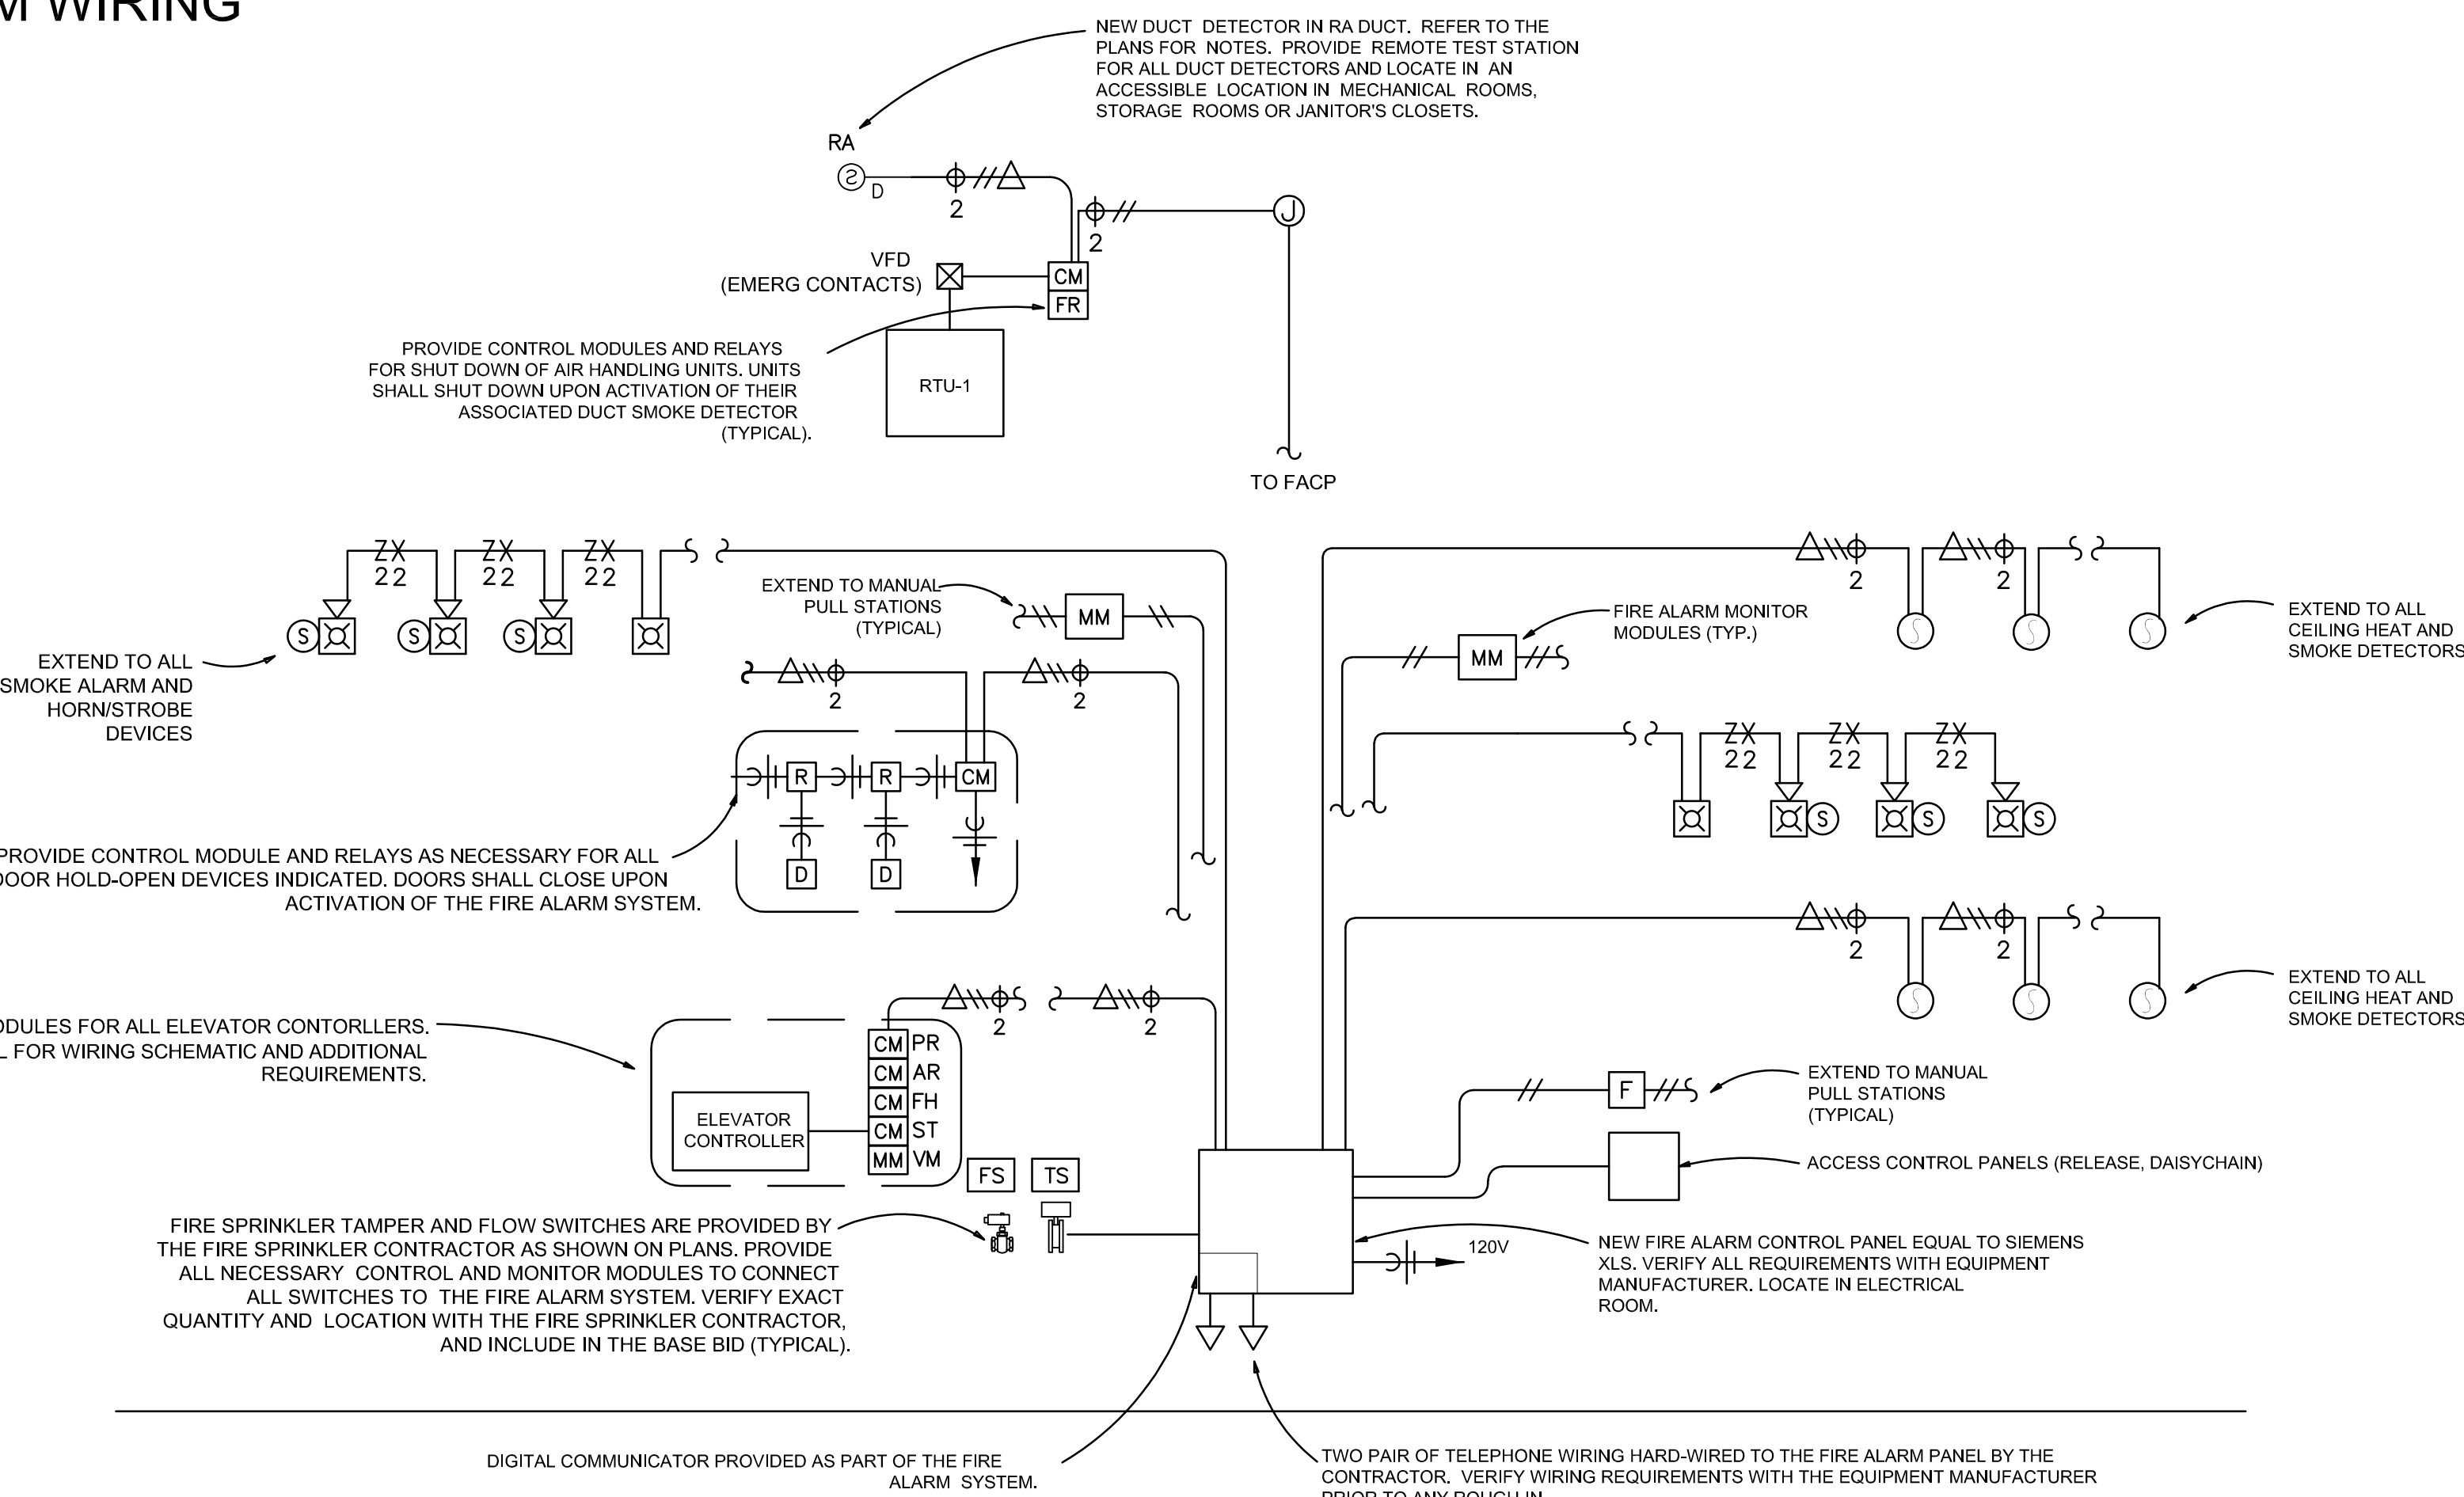 M WIRING
NEW DUCT DETECTOR IN RA DUCT. REFER TO THE
PLANS FOR NOTES. PROVIDE REMOTE TEST STATION
FOR ALL DUCT DETECTORS AND LOCATE IN AN
ACCESSIBLE LOCATION IN MECHANICAL ROOMS,
STORAGE ROOMS OR JANITOR'S CLOSETS.
RA
S
D
2
2
J
VFD
(EMERG CONTACTS)
CM
FR
PROVIDE CONTROL MODULES AND RELAYS
FOR SHUT DOWN OF AIR HANDLING UNITS. UNITS
SHALL SHUT DOWN UPON ACTIVATION OF THEIR
ASSOCIATED DUCT SMOKE DETECTOR
(TYPICAL).
RTU-1
TO FACP
ZX ZX ZX
22 22 22
S S S
EXTEND TO ALL
SMOKE ALARM AND
HORN/STROBE
DEVICES
EXTEND TO MANUAL
PULL STATIONS
(TYPICAL)
MM
2 2
FIRE ALARM MONITOR
MODULES (TYP.)
MM
2 2
EXTEND TO ALL
CEILING HEAT AND
SMOKE DETECTORS
R R CM
D D
PROVIDE CONTROL MODULE AND RELAYS AS NECESSARY FOR ALL
DOOR HOLD-OPEN DEVICES INDICATED. DOORS SHALL CLOSE UPON
ACTIVATION OF THE FIRE ALARM SYSTEM.
ZX ZX ZX
22 22 22
S S S
2 2
EXTEND TO ALL
CEILING HEAT AND
SMOKE DETECTORS
ODULES FOR ALL ELEVATOR CONTORLLERS.
L FOR WIRING SCHEMATIC AND ADDITIONAL
REQUIREMENTS.
2 2
CM PR
CM AR
CM FH
CM ST
MM VM
ELEVATOR
CONTROLLER
FS TS
F
EXTEND TO MANUAL
PULL STATIONS
(TYPICAL)
ACCESS CONTROL PANELS (RELEASE, DAISYCHAIN)
FIRE SPRINKLER TAMPER AND FLOW SWITCHES ARE PROVIDED BY
THE FIRE SPRINKLER CONTRACTOR AS SHOWN ON PLANS. PROVIDE
ALL NECESSARY CONTROL AND MONITOR MODULES TO CONNECT
ALL SWITCHES TO THE FIRE ALARM SYSTEM. VERIFY EXACT
QUANTITY AND LOCATION WITH THE FIRE SPRINKLER CONTRACTOR,
AND INCLUDE IN THE BASE BID (TYPICAL).
120V
NEW FIRE ALARM CONTROL PANEL EQUAL TO SIEMENS
XLS. VERIFY ALL REQUIREMENTS WITH EQUIPMENT
MANUFACTURER. LOCATE IN ELECTRICAL
ROOM.
DIGITAL COMMUNICATOR PROVIDED AS PART OF THE FIRE
ALARM SYSTEM.
TWO PAIR OF TELEPHONE WIRING HARD-WIRED TO THE FIRE ALARM PANEL BY THE
CONTRACTOR. VERIFY WIRING REQUIREMENTS WITH THE EQUIPMENT MANUFACTURER
PRIOR TO ANY ROUGH IN